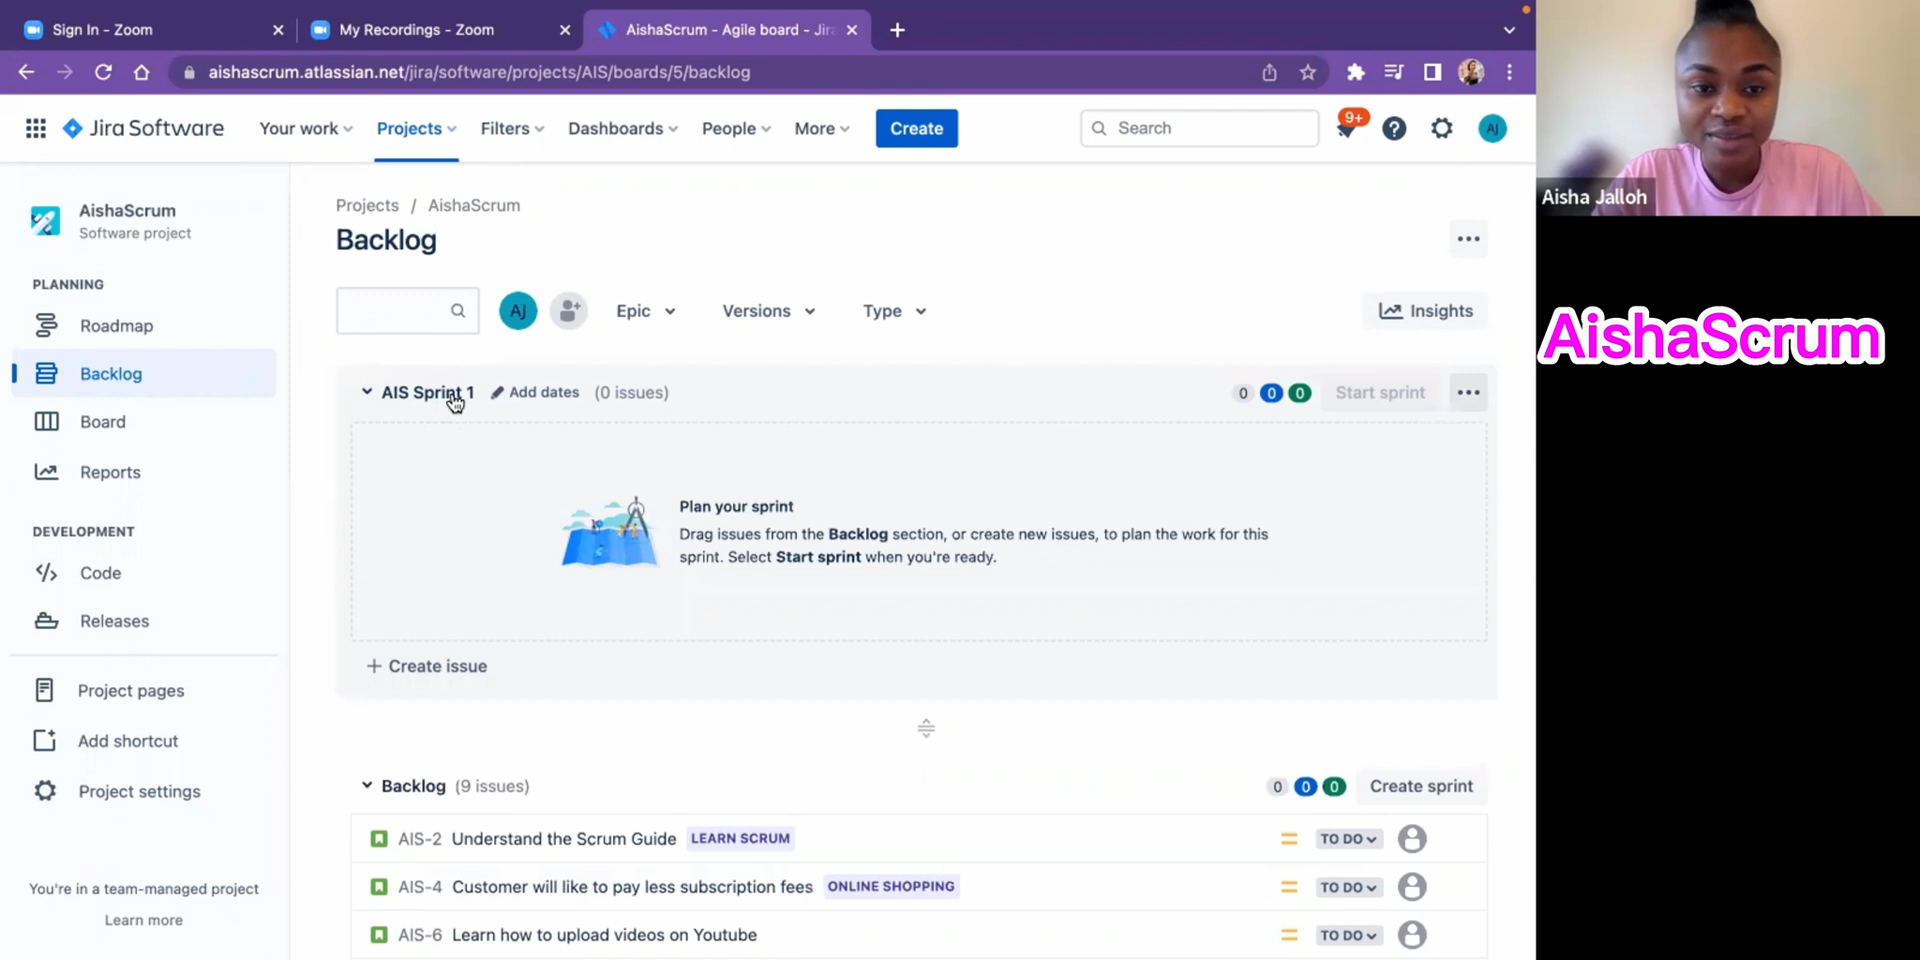 Sign In - Zoom
My Recordings - Zoom
AishaScrum - Agile board - Jira
aishascrum.atlassian.net/jira/software/projects/AIS/boards/5/backlog
Jira Software
Your work
Projects
Filters
Dashboards
People
More
Create
Search
9+
AJ
Aisha Jalloh
AishaScrum
AishaScrum
Software project
PLANNING
Roadmap
Backlog
Board
Reports
DEVELOPMENT
Code
Releases
Project pages
Add shortcut
Project settings
You're in a team-managed project
Learn more
Projects / AishaScrum
Backlog
AJ
Epic
Versions
Type
Insights
AIS Sprint 1 Add dates (0 issues)
0 0 0 Start sprint
Plan your sprint
Drag issues from the Backlog section, or create new issues, to plan the work for this
sprint. Select Start sprint when you're ready.
+ Create issue
Backlog (9 issues)
0 0 0 Create sprint
AIS-2 Understand the Scrum Guide LEARN SCRUM TO DO
AIS-4 Customer will like to pay less subscription fees ONLINE SHOPPING TO DO
AIS-6 Learn how to upload videos on Youtube TO DO